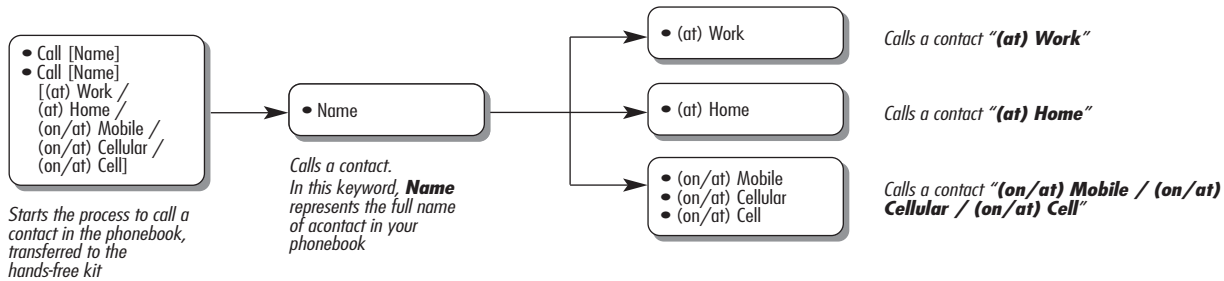 • Call [Name]
• Call [Name]
[(at) Work /
(at) Home /
(on/at) Mobile /
(on/at) Cellular /
(on/at) Cell]
Starts the process to call a
contact in the phonebook,
transferred to the
hands-free kit
• Name
Calls a contact.
In this keyword, Name
represents the full name
of acontact in your
phonebook
• (at) Work
Calls a contact “(at) Work”
• (at) Home
Calls a contact “(at) Home”
• (on/at) Mobile
• (on/at) Cellular
• (on/at) Cell
Calls a contact “(on/at) Mobile / (on/at)
Cellular / (on/at) Cell”